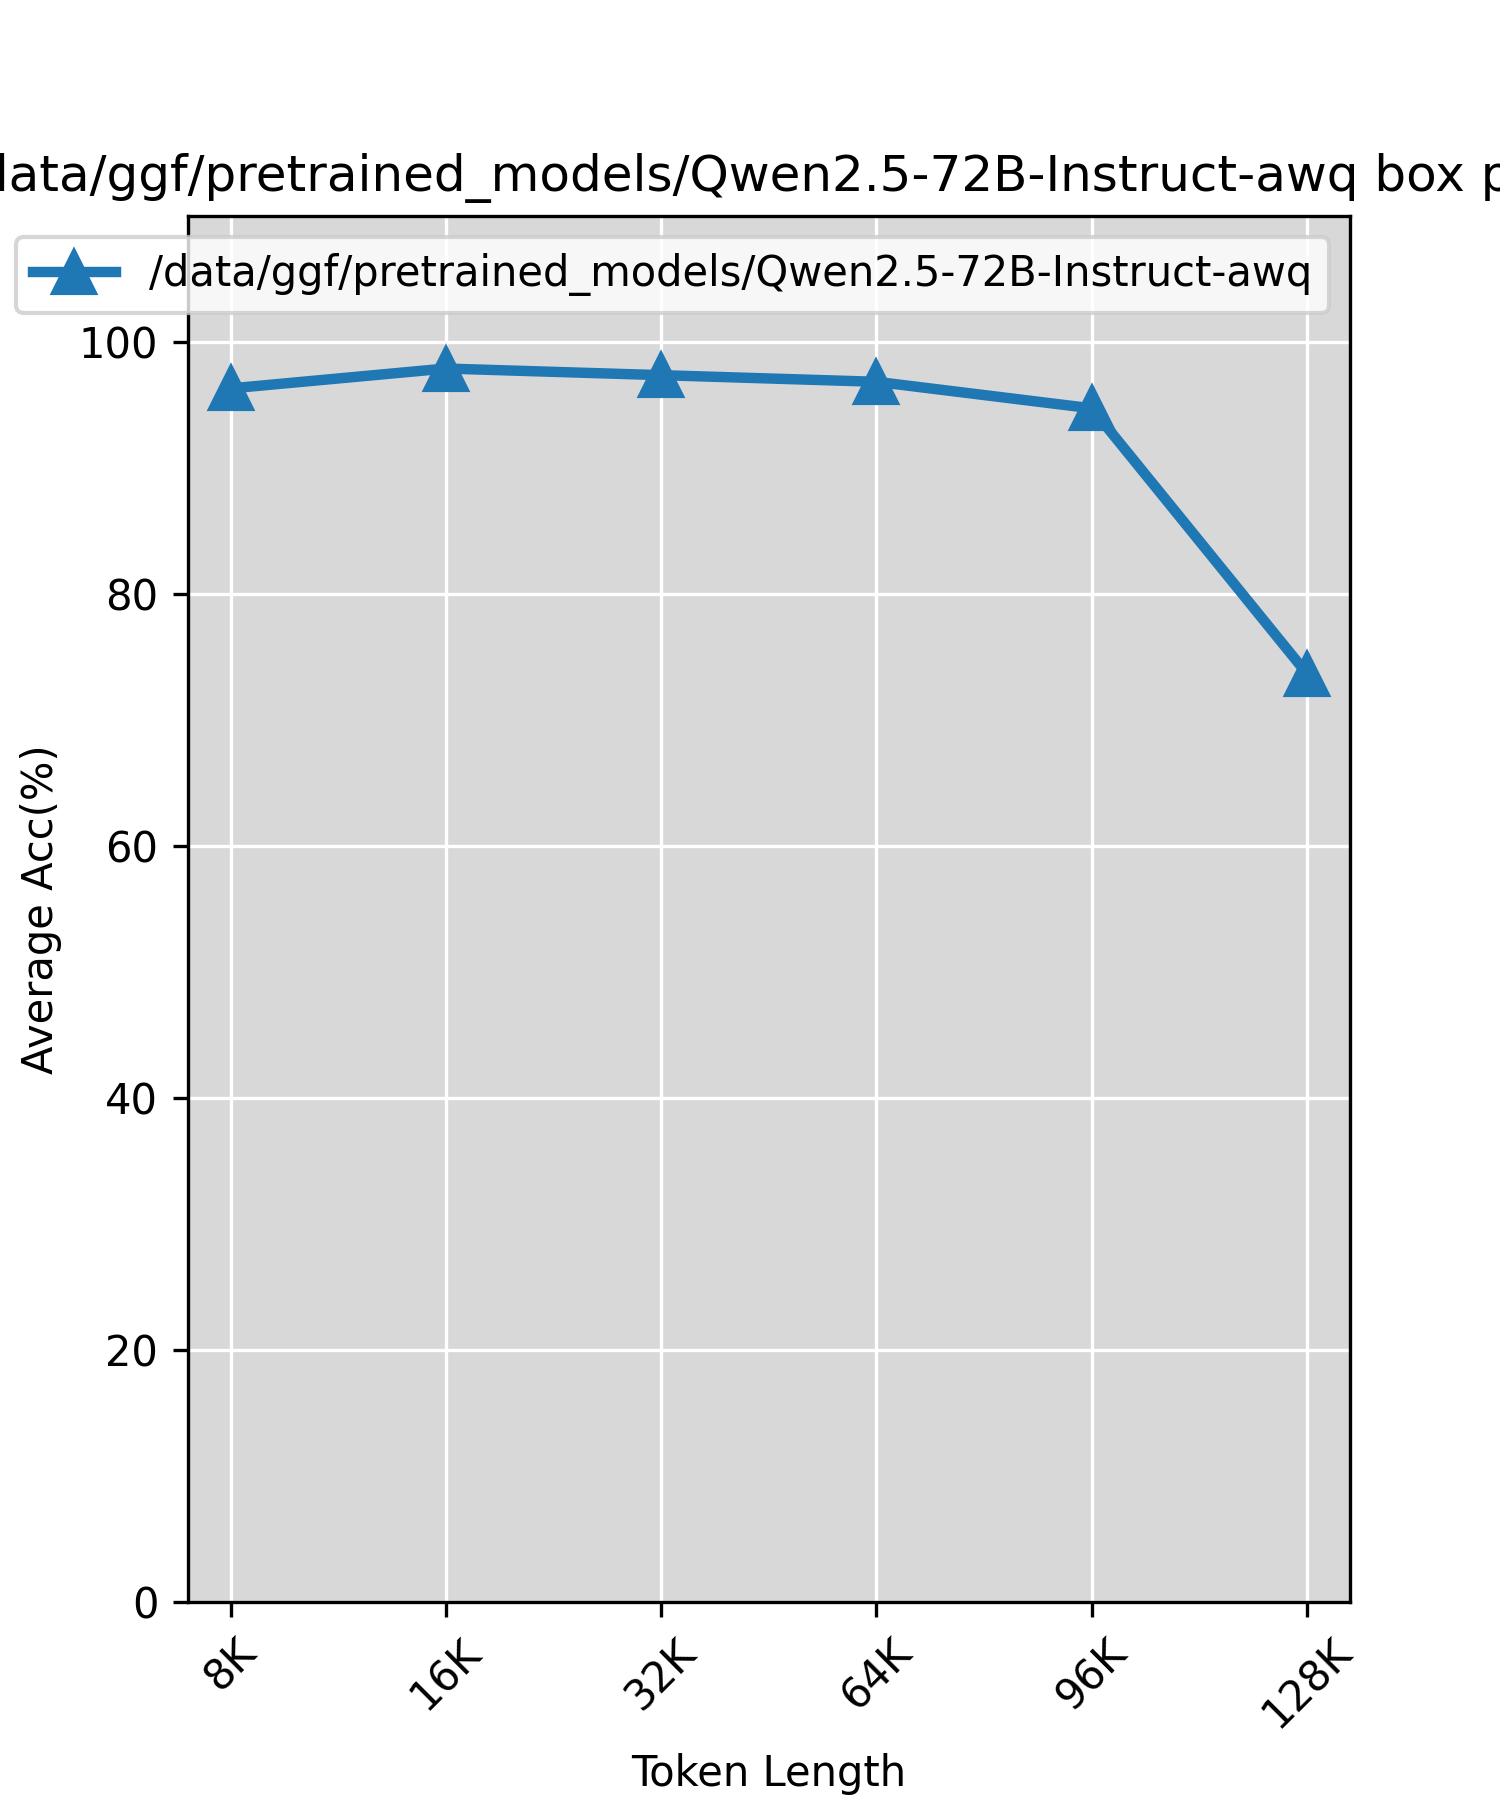 data/ggf/pretrained_models/Qwen2.5-72B-Instruct-awq box p
/data/ggf/pretrained_models/Qwen2.5-72B-Instruct-awq
100
80
60
40
20
0
Average Acc(%)
8K
16K
32K
64K
96K
128K
Token Length